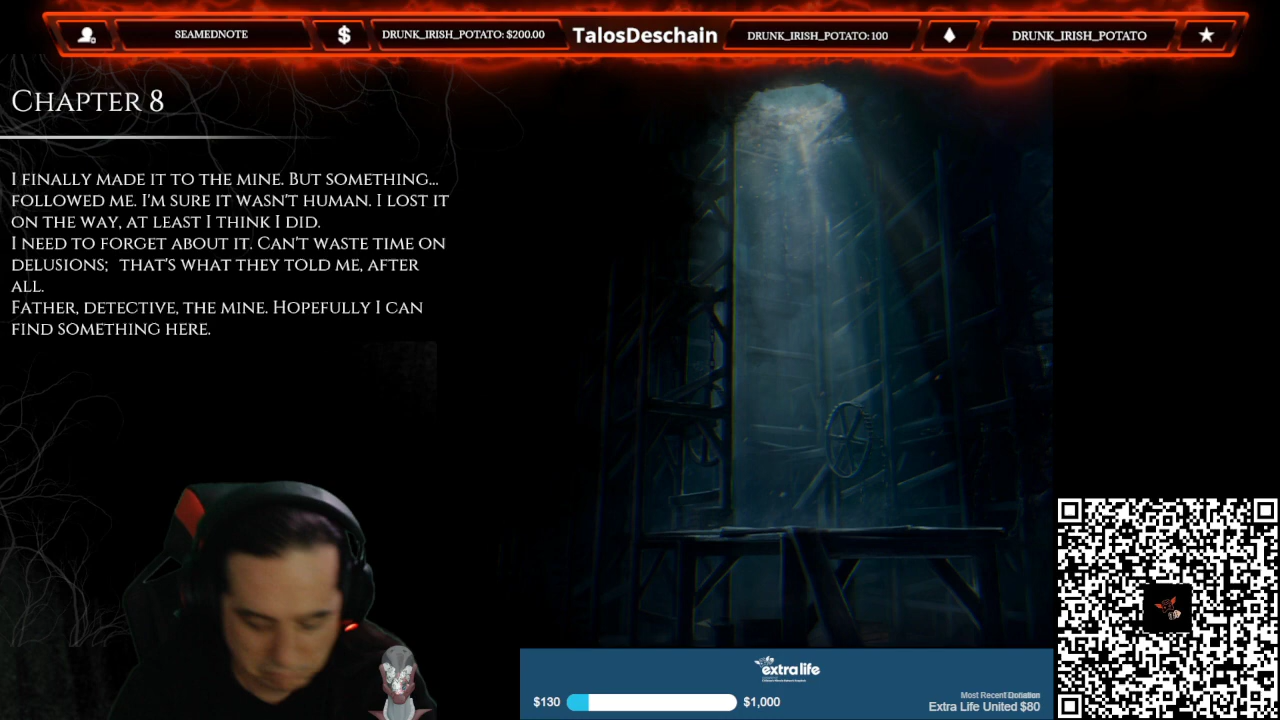 SEAMEDNOTE
$
DRUNK_IRISH_POTATO: $200.00
TalosDeschain
DRUNK_IRISH_POTATO: 100
DRUNK_IRISH_POTATO
Chapter 8
I finally made it to the mine. But something...
followed me. I'm sure it wasn't human. I lost it
on the way, at least I think I did.
I need to forget about it. Can't waste time on
delusions; that's what they told me, after
all.
Father, detective, the mine. Hopefully I can
find something here.
extra life
$130
$1,000
Most Recent Donation
Extra Life United $80